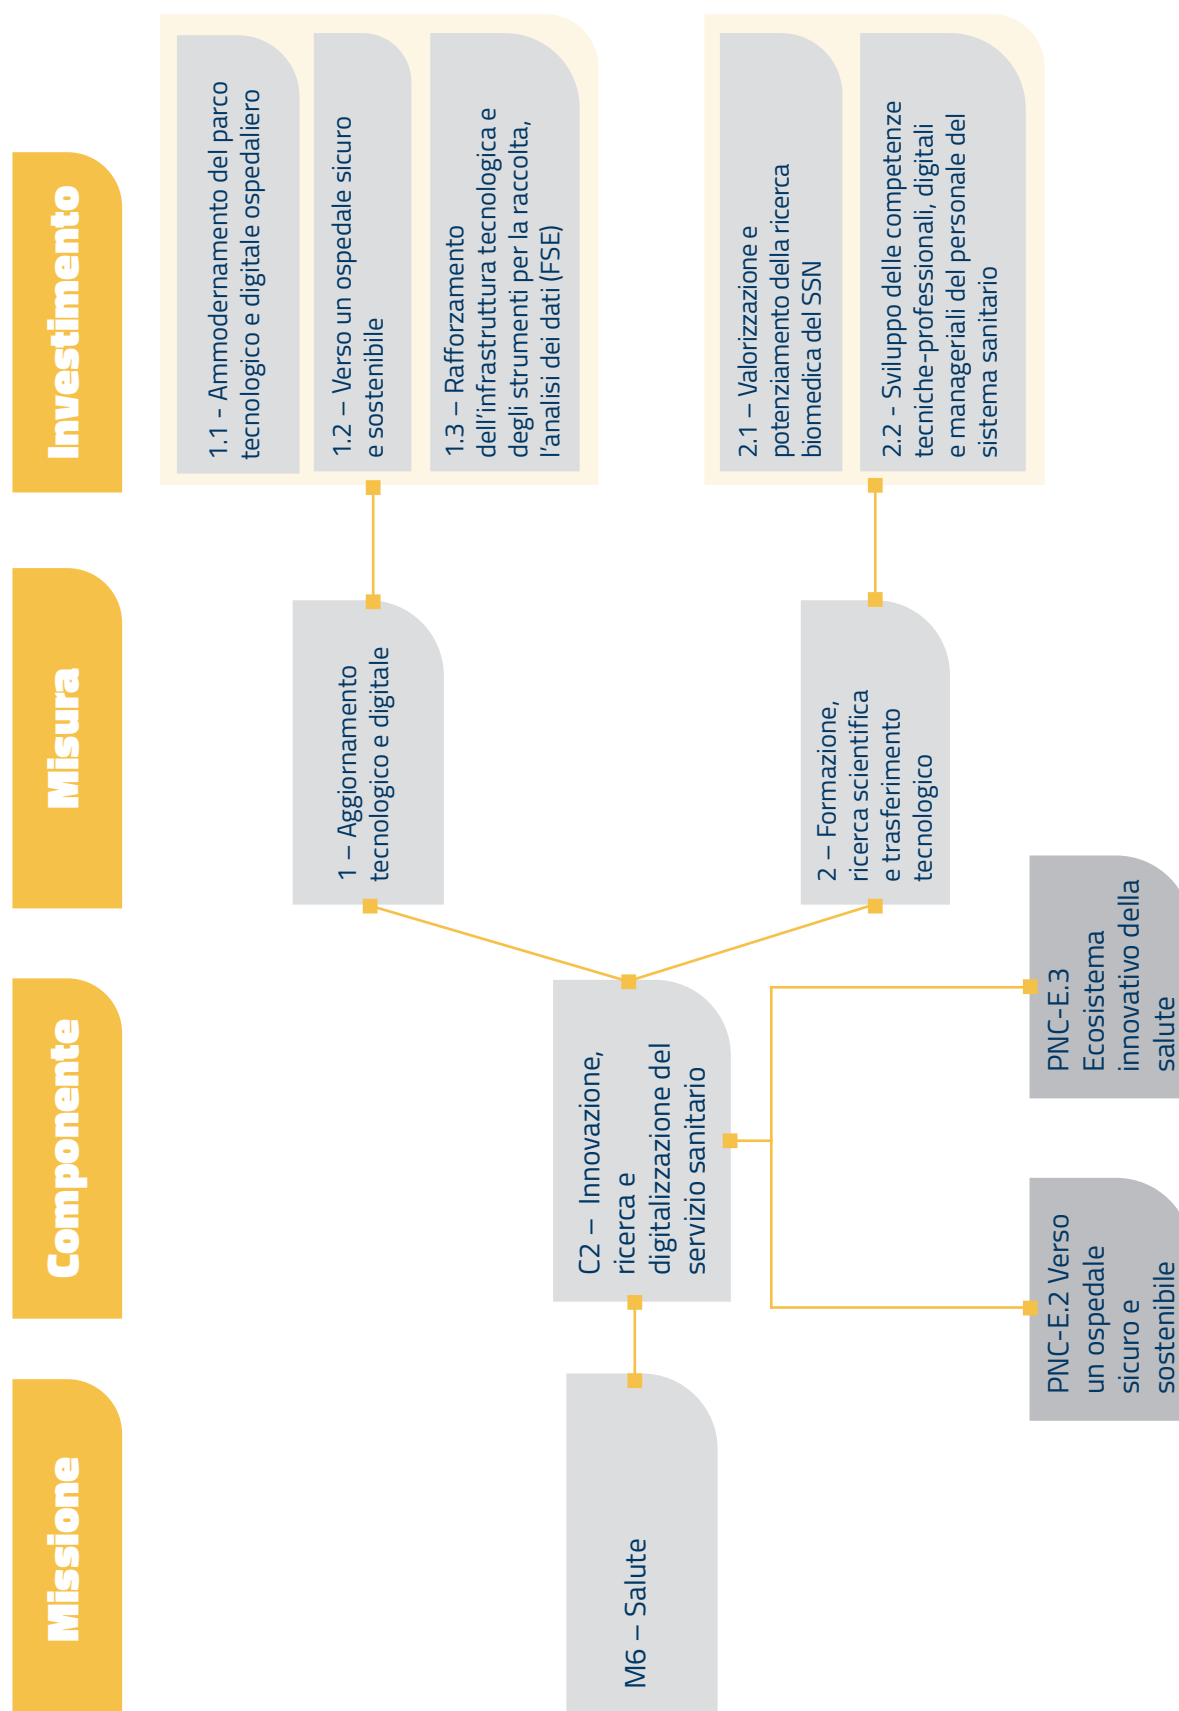 Missione
Componente
Misura
Investimento
M6 – Salute
C2 – Innovazione,
ricerca e
digitalizzazione del
servizio sanitario
1 – Aggiornamento
tecnologico e digitale
2 – Formazione,
ricerca scientifica
e trasferimento
tecnologico
1.1 - Ammodernamento del parco
tecnologico e digitale ospedaliero
1.2 – Verso un ospedale sicuro
e sostenibile
1.3 – Rafforzamento
dell’infrastruttura tecnologica e
degli strumenti per la raccolta,
l’analisi dei dati (FSE)
2.1 – Valorizzazione e
potenziamento della ricerca
biomedica del SSN
2.2 - Sviluppo delle competenze
tecniche-professionali, digitali
e manageriali del personale del
sistema sanitario
PNC-E.2 Verso
un ospedale
sicuro e
sostenibile
PNC-E.3
Ecosistema
innovativo della
salute